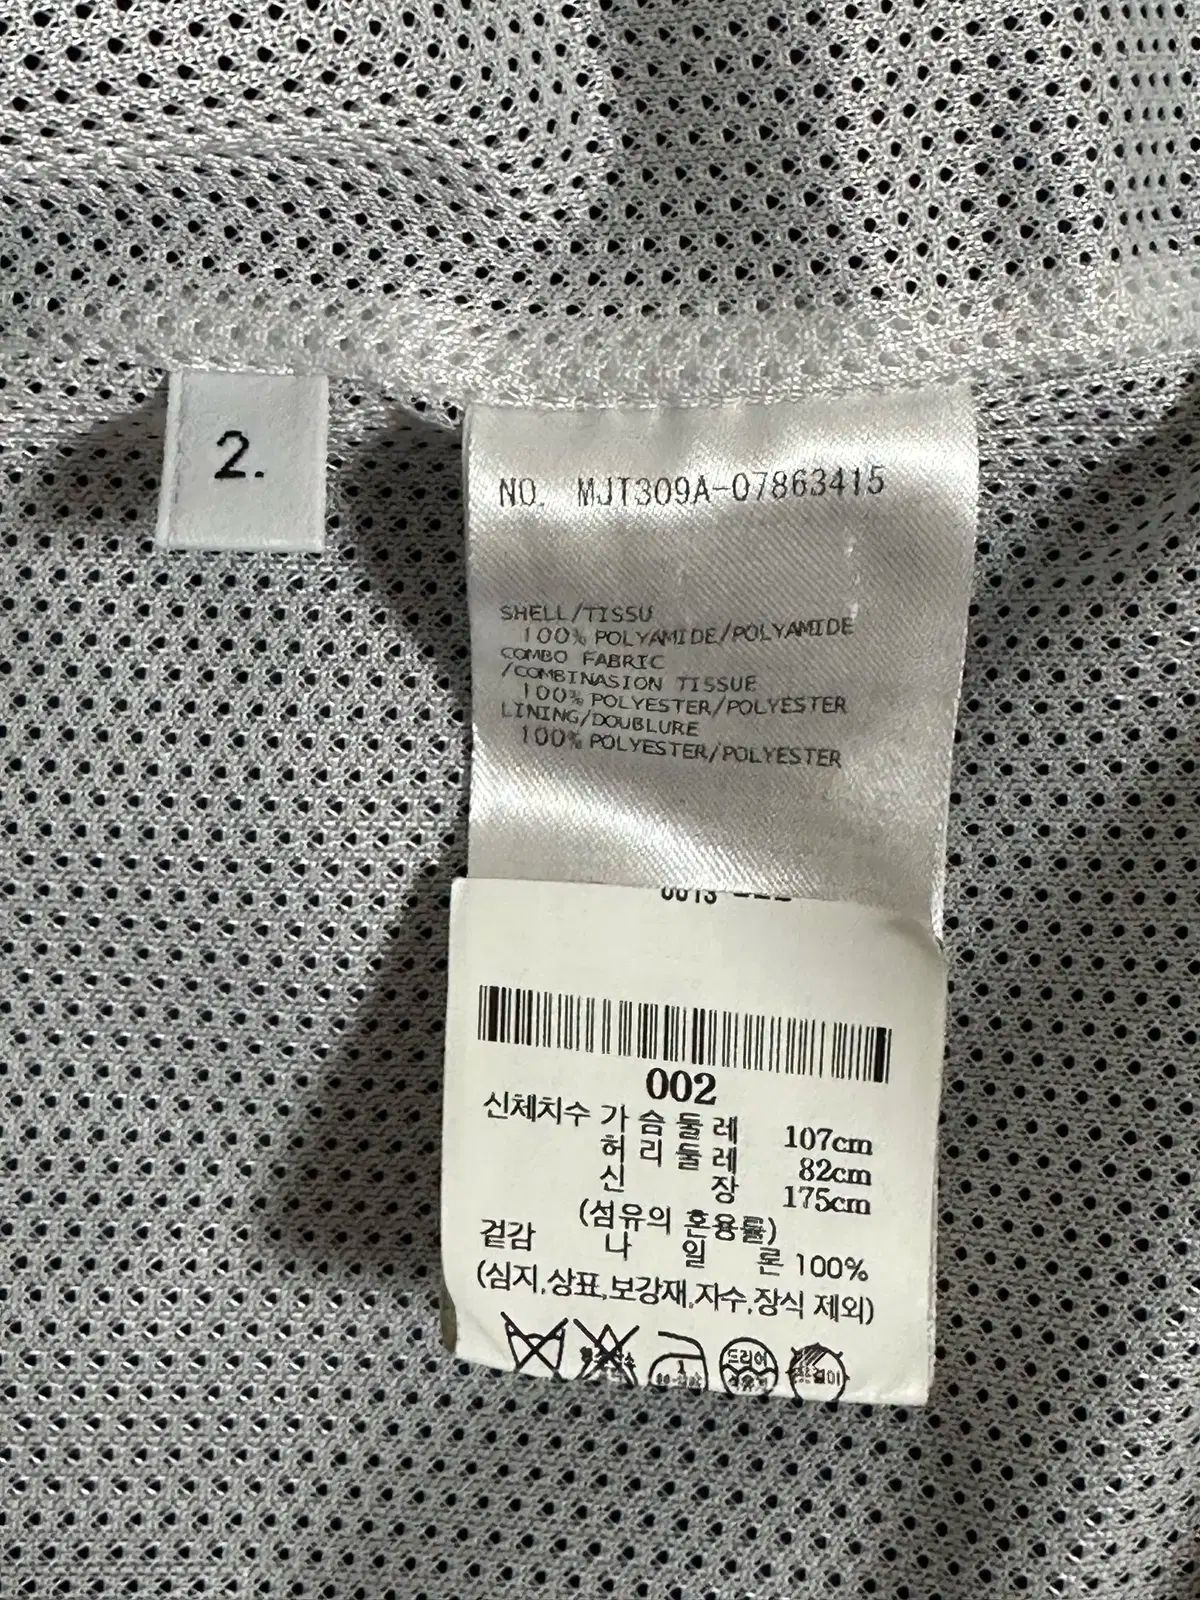 2.
NO. MJT309A-07863415
SHELL/TISSU
100% POLYAMIDE/POLYAMIDE
COMBO FABRIC
/COMBINASION TISSUE
100% POLYESTER/POLYESTER
LINING/DOUBLURE
100% POLYESTER/POLYESTER
002
신체치수 가슴둘레 107cm
허리둘레 82cm
신장 175cm
(섬유의 혼용률)
겉감 나일론 100%
(심지,상표,보강재,자수,장식 제외)
드리이